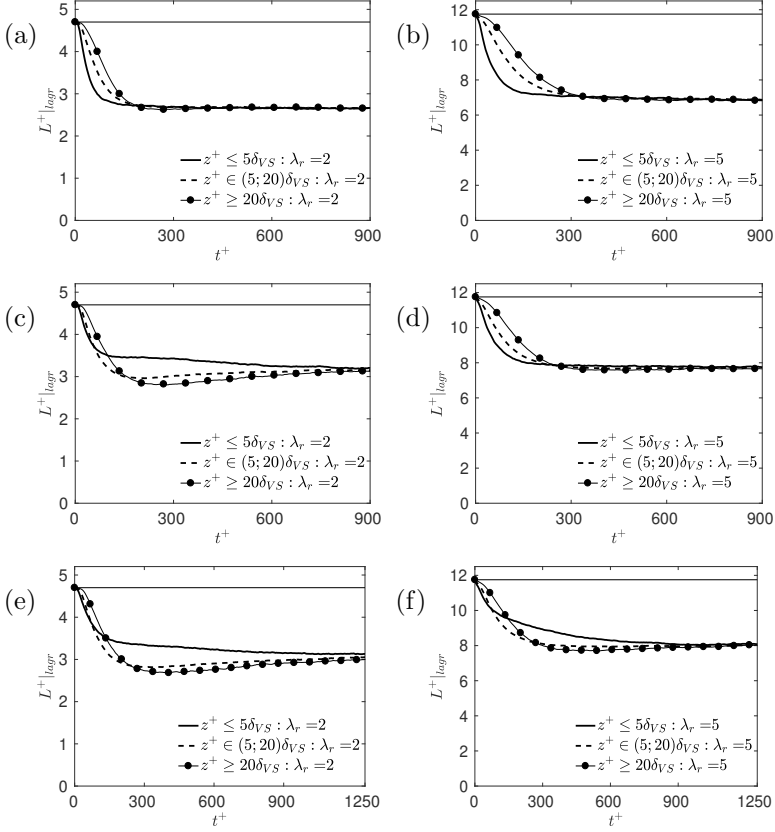 (a)
5
4
3
2
1
0
L⁺|lagr
z⁺ ≤ 5δVS : λr =2
z⁺ ∈ (5; 20)δVS : λr =2
z⁺ ≥ 20δVS : λr =2
0 300 600 900
t⁺
(b)
12
10
8
6
4
2
0
L⁺|lagr
z⁺ ≤ 5δVS : λr =5
z⁺ ∈ (5; 20)δVS : λr =5
z⁺ ≥ 20δVS : λr =5
0 300 600 900
t⁺
(c)
5
4
3
2
1
0
L⁺|lagr
z⁺ ≤ 5δVS : λr =2
z⁺ ∈ (5; 20)δVS : λr =2
z⁺ ≥ 20δVS : λr =2
0 300 600 900
t⁺
(d)
12
10
8
6
4
2
0
L⁺|lagr
z⁺ ≤ 5δVS : λr =5
z⁺ ∈ (5; 20)δVS : λr =5
z⁺ ≥ 20δVS : λr =5
0 300 600 900
t⁺
(e)
5
4
3
2
1
0
L⁺|lagr
z⁺ ≤ 5δVS : λr =2
z⁺ ∈ (5; 20)δVS : λr =2
z⁺ ≥ 20δVS : λr =2
0 300 600 900 1250
t⁺
(f)
12
10
8
6
4
2
0
L⁺|lagr
z⁺ ≤ 5δVS : λr =5
z⁺ ∈ (5; 20)δVS : λr =5
z⁺ ≥ 20δVS : λr =5
0 300 600 900 1250
t⁺